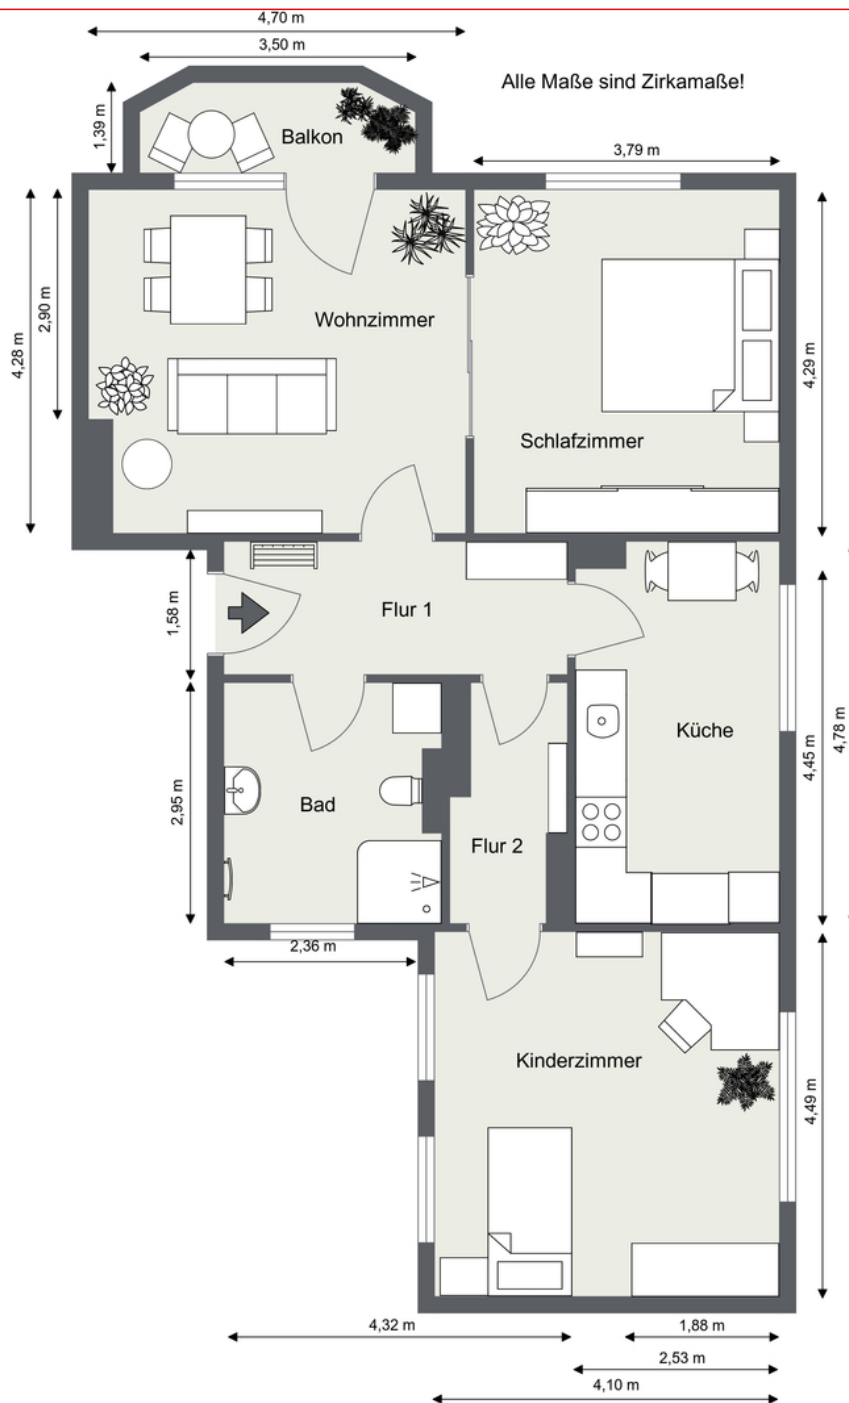 4,70 m
3,50 m
Alle Maße sind Zirkamaße!
1,39 m
Balkon
3,79 m
4,28 m
2,90 m
Wohnzimmer
4,29 m
Schlafzimmer
1,58 m
Flur 1
Küche
4,45 m
4,78 m
2,95 m
Bad
Flur 2
2,36 m
Kinderzimmer
4,49 m
4,32 m
1,88 m
2,53 m
4,10 m